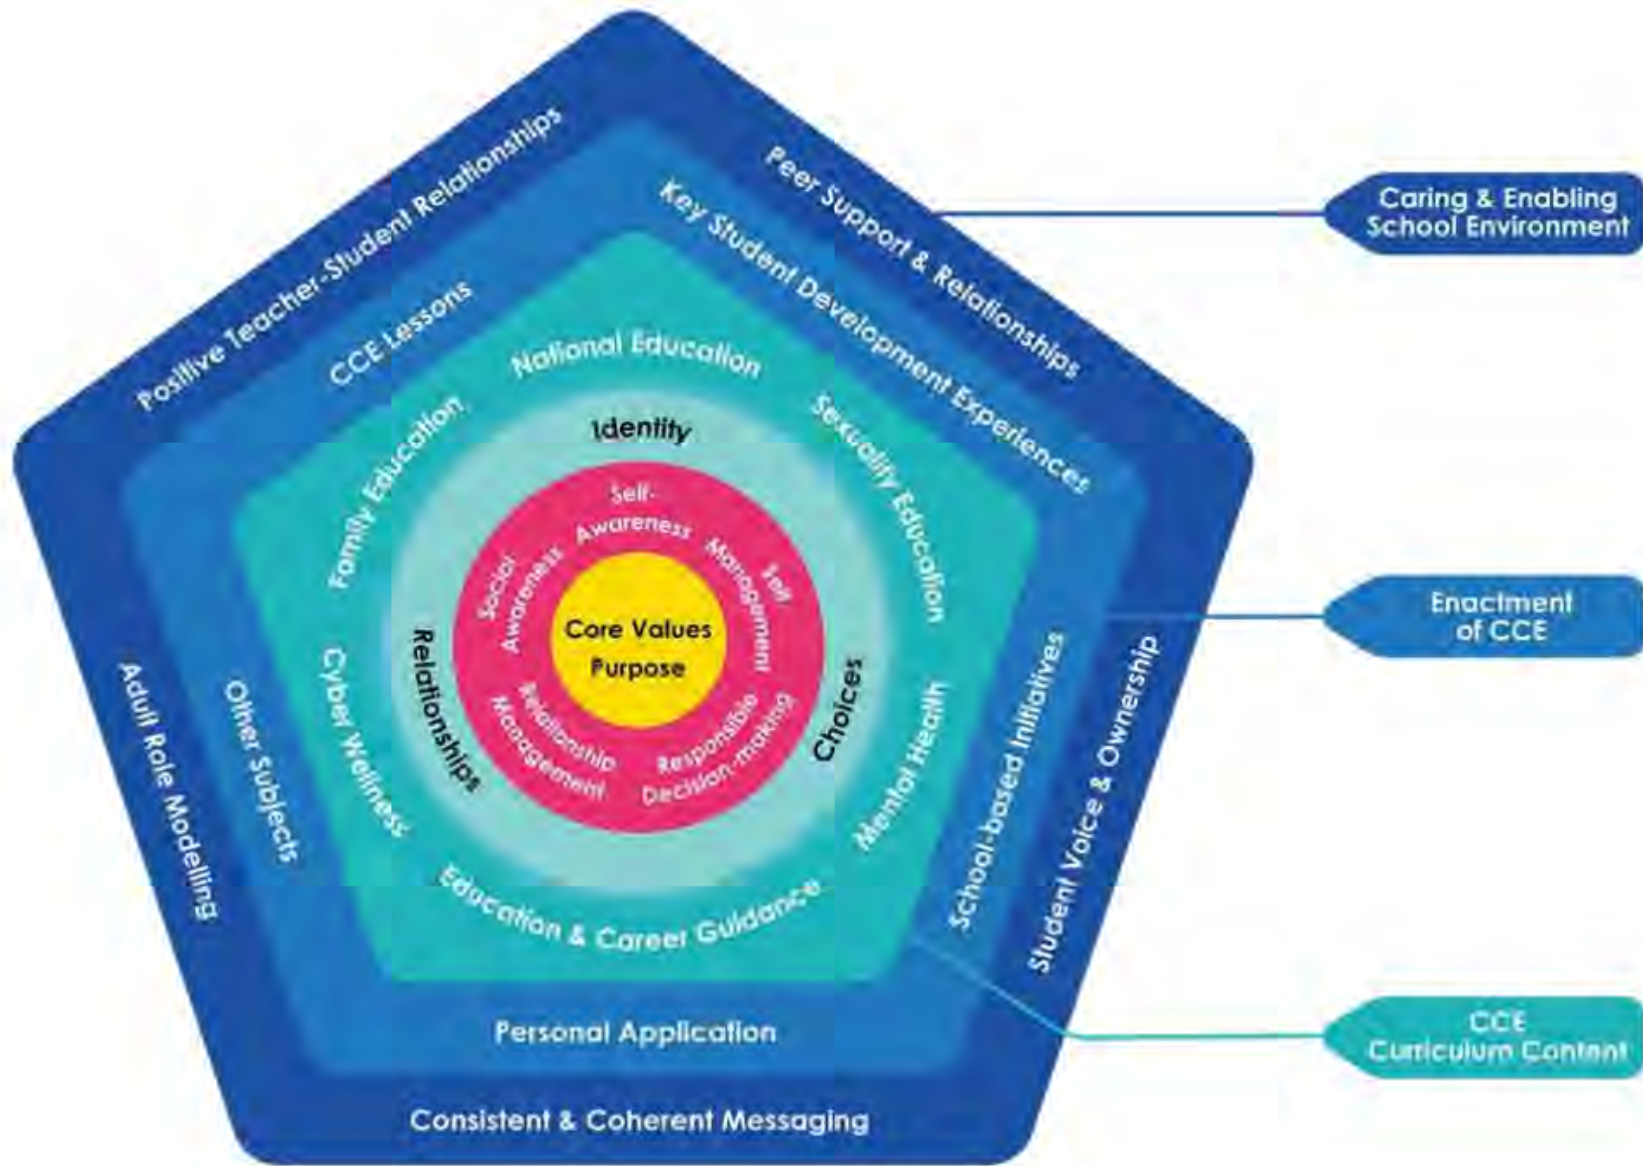 Positive Teacher-Student Relationships
Peer Support & Relationships
Student Voice & Ownership
Consistent & Coherent Messaging
Adult Role Modelling
CCE Lessons
Key Student Development Experiences
School-based Initiatives
Personal Application
Other Subjects
National Education
Sexuality Education
Mental Health
Education & Career Guidance
Cyber Wellness
Family Education
Identity
Choices
Relationships
Self-
Awareness
Self-
Management
Responsible
Decision-making
Relationship
Management
Social
Awareness
Core Values
Purpose
Caring & Enabling
School Environment
Enactment
of CCE
CCE
Curriculum Content